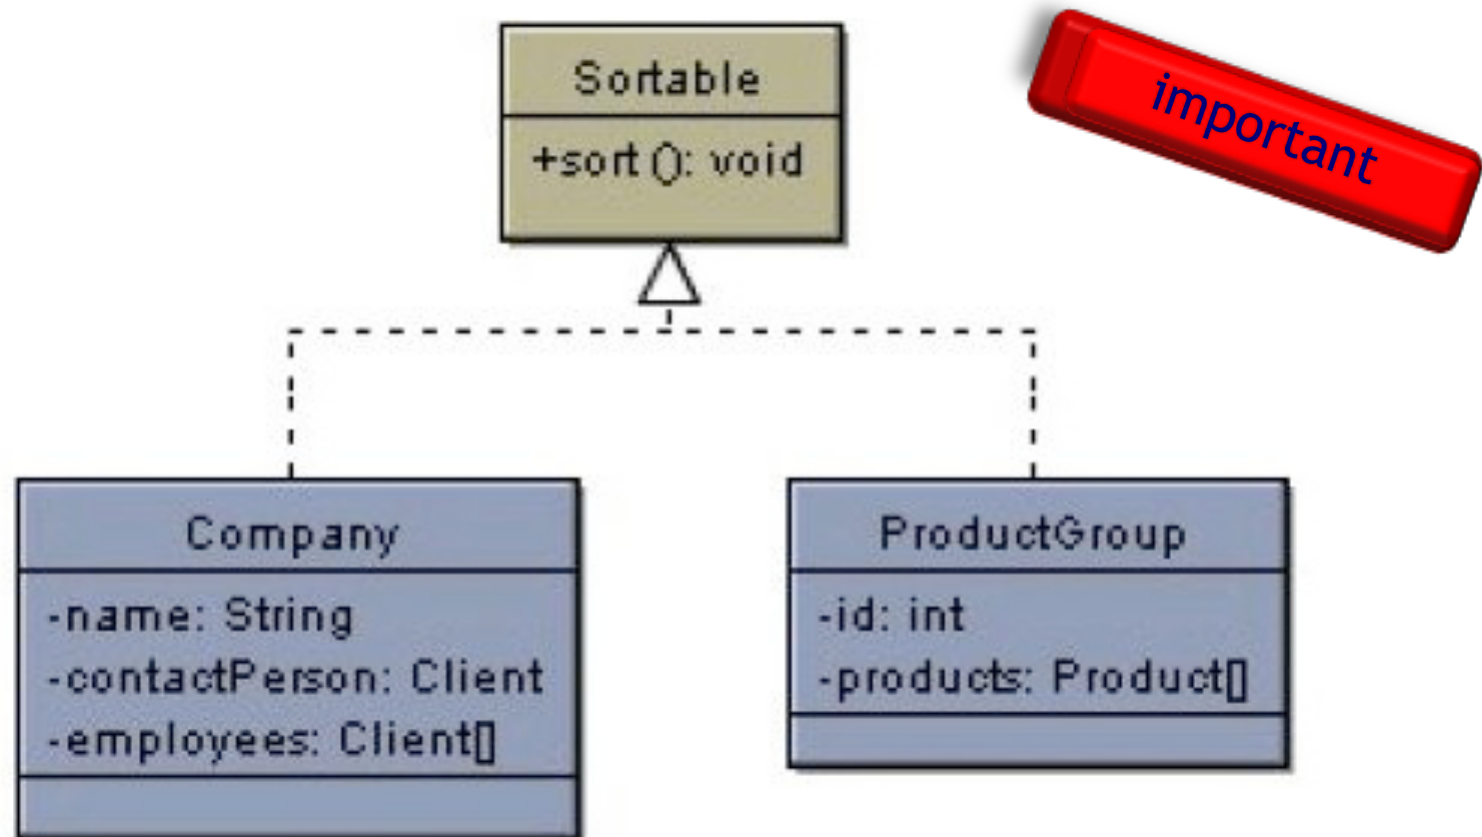 Sortable
+sort (): void
important
Company
-name: String
-contactPerson: Client
-employees: Client[]
ProductGroup
-id: int
-products: Product[]